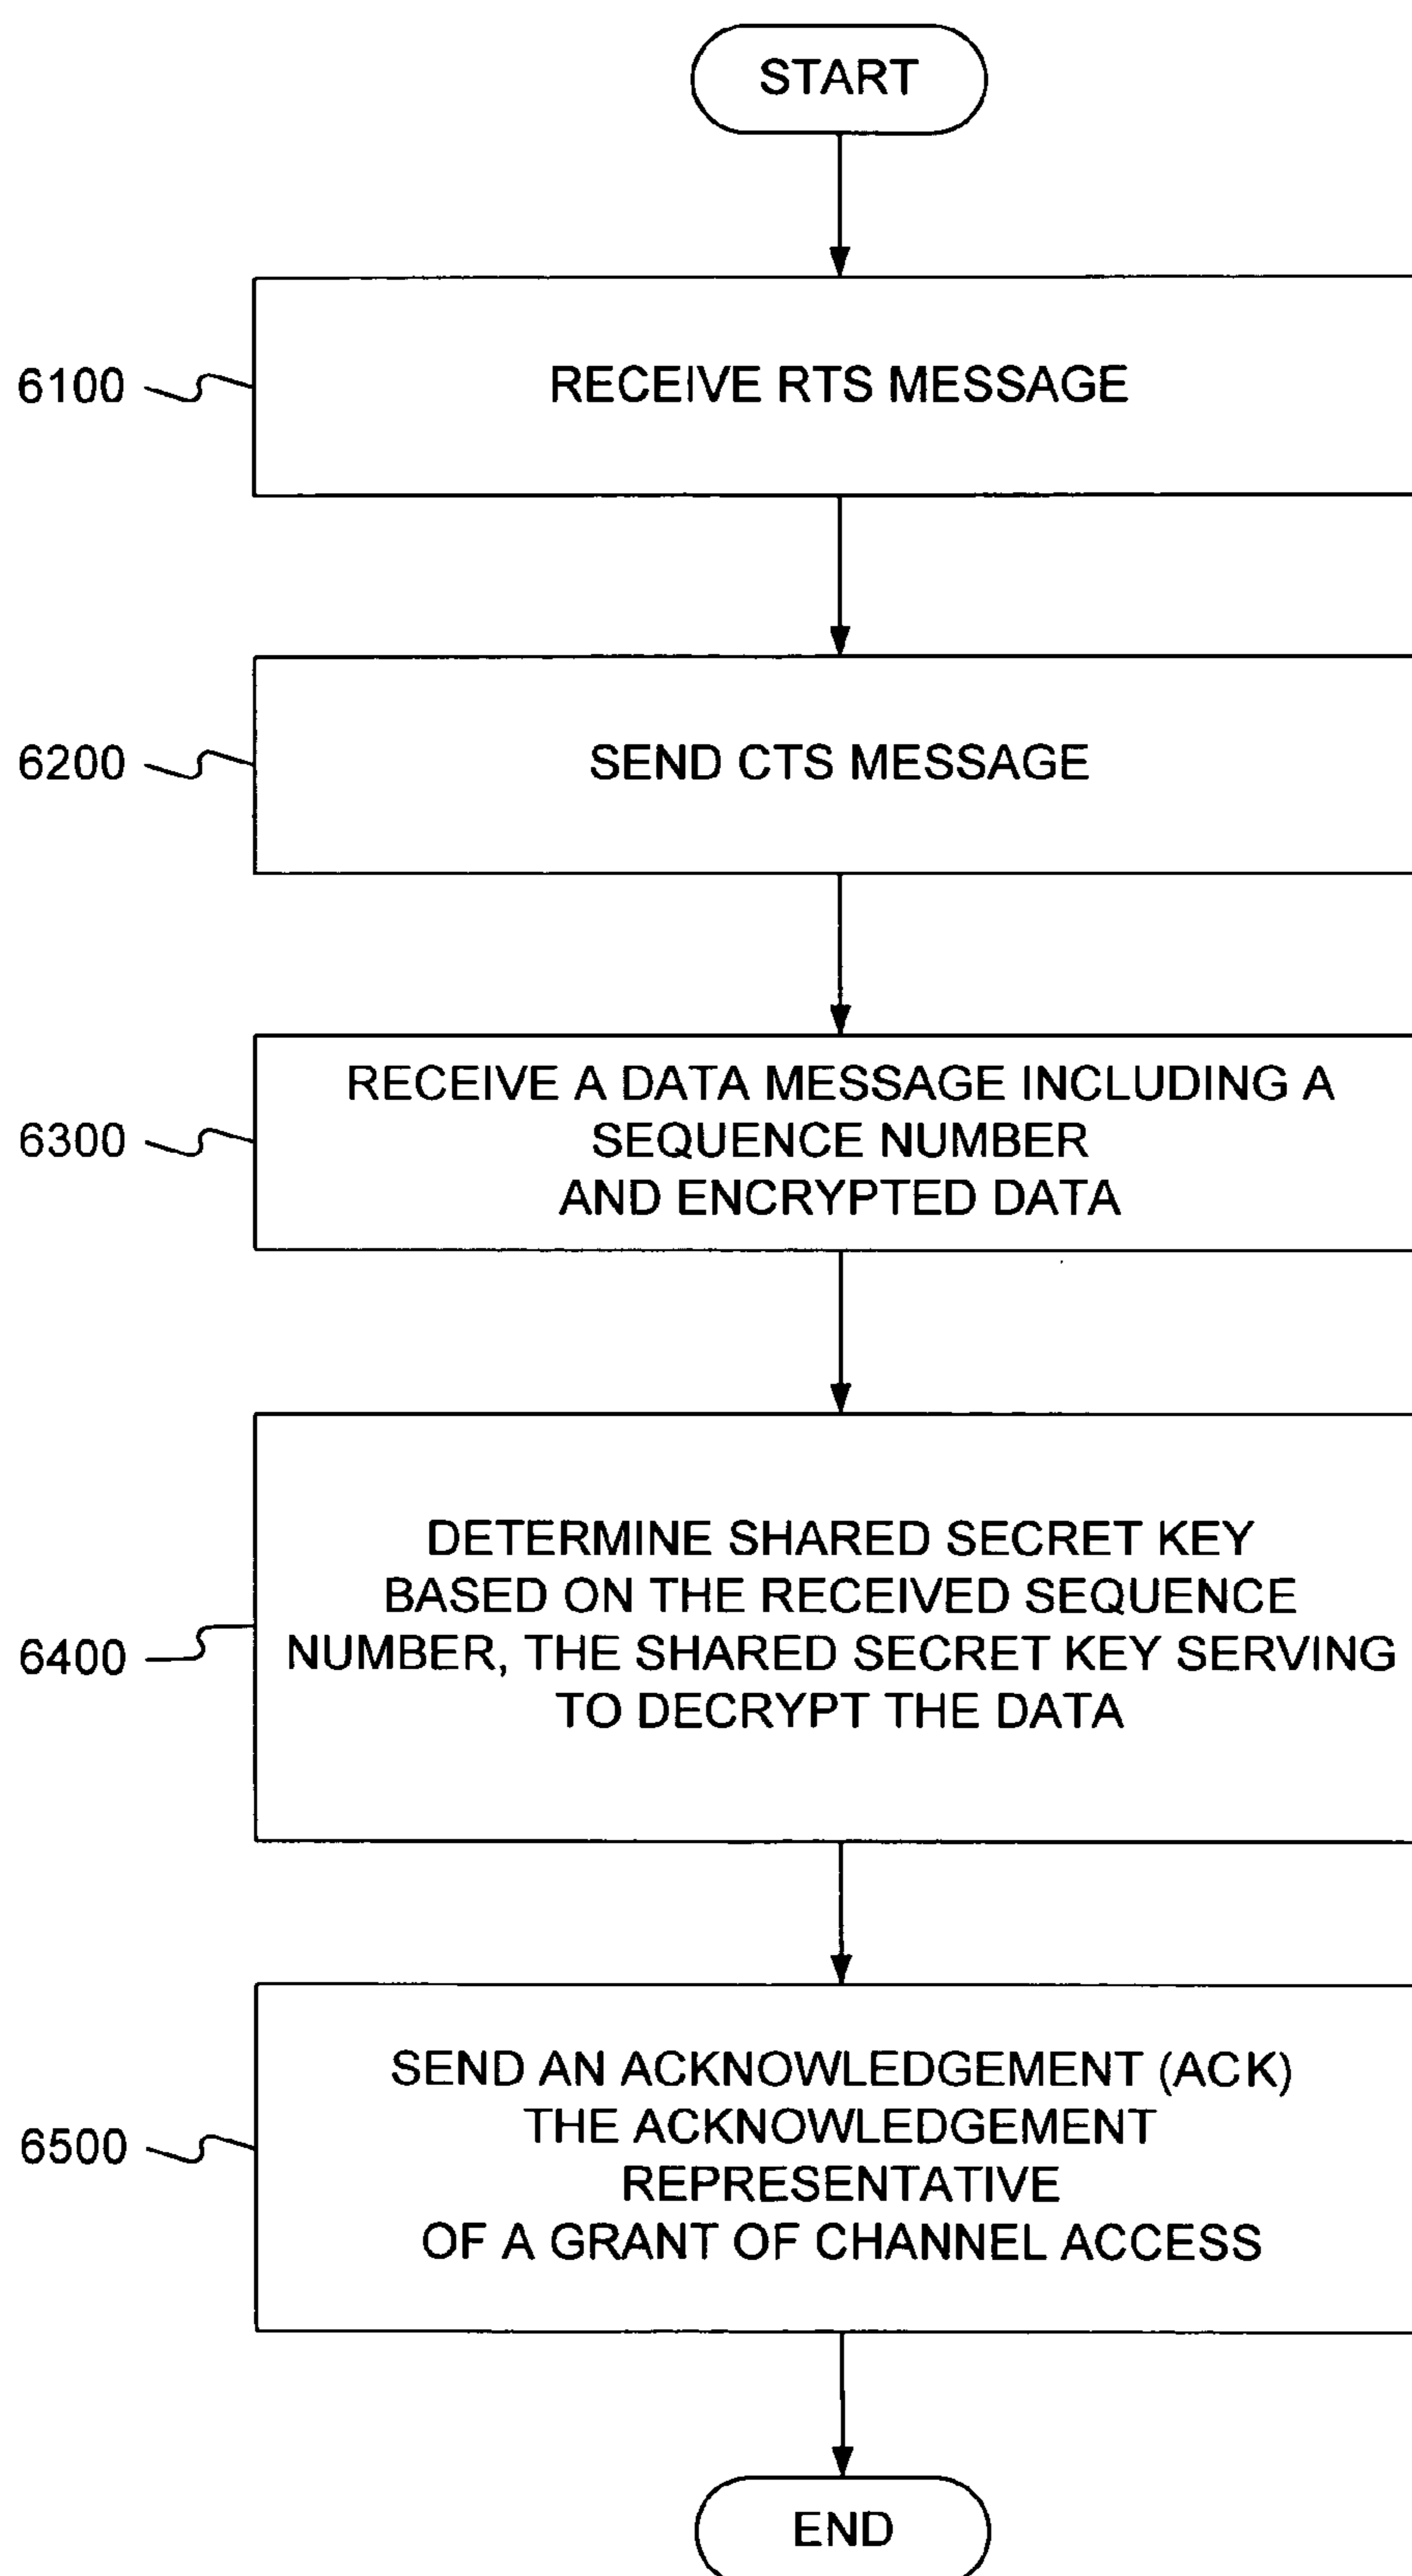 START
6100
RECEIVE RTS MESSAGE
6200
SEND CTS MESSAGE
6300
RECEIVE A DATA MESSAGE INCLUDING A
SEQUENCE NUMBER
AND ENCRYPTED DATA
6400
DETERMINE SHARED SECRET KEY
BASED ON THE RECEIVED SEQUENCE
NUMBER, THE SHARED SECRET KEY SERVING
TO DECRYPT THE DATA
6500
SEND AN ACKNOWLEDGEMENT (ACK)
THE ACKNOWLEDGEMENT
REPRESENTATIVE
OF A GRANT OF CHANNEL ACCESS
END